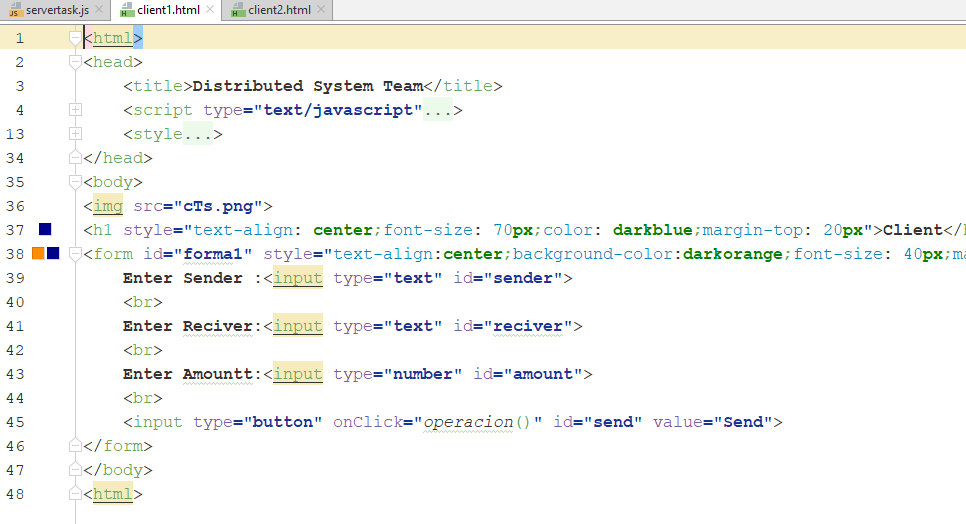 servertask.js client1.html client2.html
1 <html>
2 <head>
3 <title>Distributed System Team</title>
4 <script type="text/javascript"...>
13 <style...>
34 </head>
35 <body>
36 <img src="cTs.png">
37 <h1 style="text-align: center;font-size: 70px;color: darkblue;margin-top: 20px">Client</
38 <form id="forma1" style="text-align:center;background-color:darkorange;font-size: 40px;
39 Enter Sender :<input type="text" id="sender">
40 <br>
41 Enter Reciver:<input type="text" id="reciver">
42 <br>
43 Enter Amountt:<input type="number" id="amount">
44 <br>
45 <input type="button" onClick="operacion()" id="send" value="Send">
46 </form>
47 </body>
48 <html>